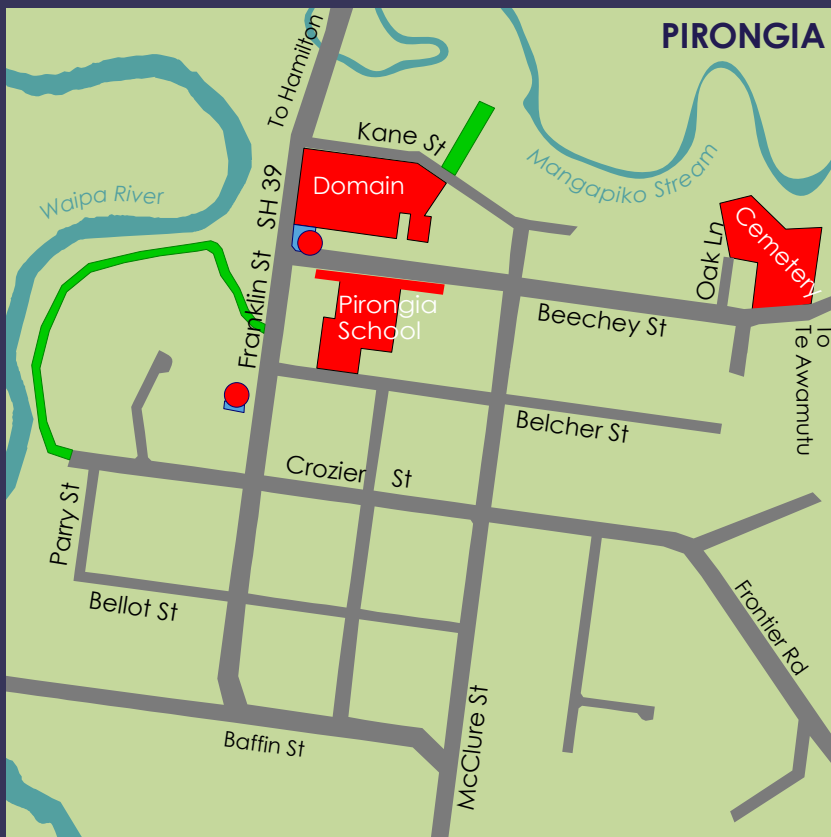 PIRONGIA
To Hamilton
Kane St
Mangapiko Stream
Waipa River
SH 39
Domain
Cemetery
Oak Ln
Franklin St
Pirongia
School
Beechey St
To
Te Awamutu
Belcher St
Crozier St
Parry St
Bellot St
Frontier Rd
McClure St
Baffin St